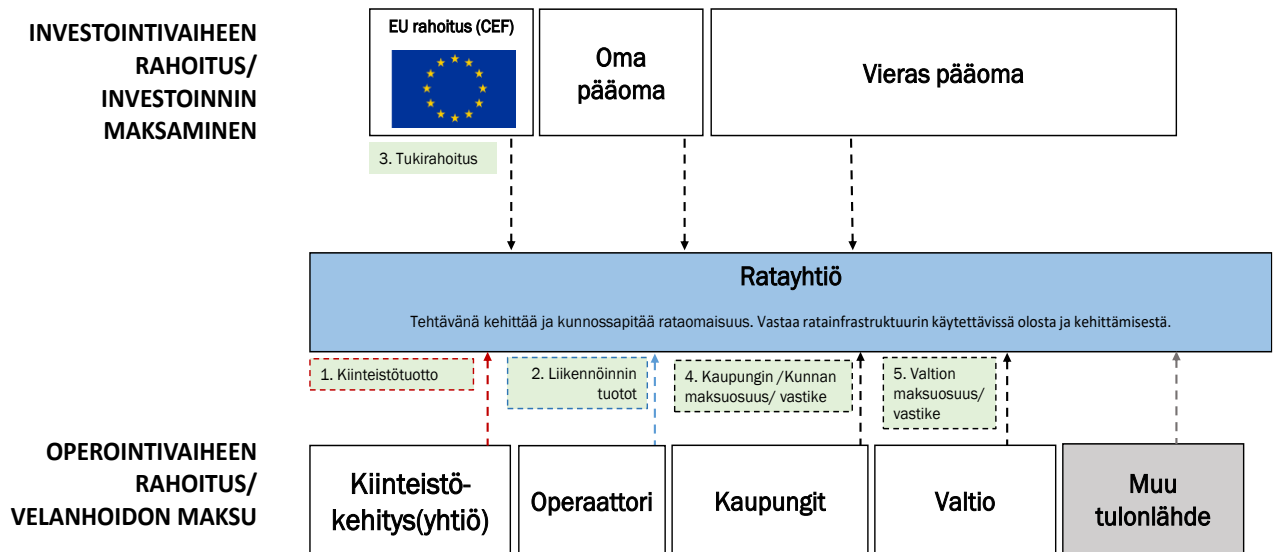 INVESTOINTIVAIHEEN
RAHOITUS/
INVESTOINNIN
MAKSAMINEN
EU rahoitus (CEF)
Oma
pääoma
Vieras pääoma
3. Tukirahoitus
Ratayhtiö
Tehtävänä kehittää ja kunnossapitää rataomaisuus. Vastaa ratainfrastruktuurin käytettävissä olosta ja kehittämisestä.
1. Kiinteistötuotto
2. Liikennöinnin
tuotot
4. Kaupungin /Kunnan
maksuosuus/ vastike
5. Valtion
maksuosuus/
vastike
OPEROINTIVAIHEEN
RAHOITUS/
VELANHOIDON MAKSU
Kiinteistö-
kehitys(yhtiö)
Operaattori
Kaupungit
Valtio
Muu
tulonlähde